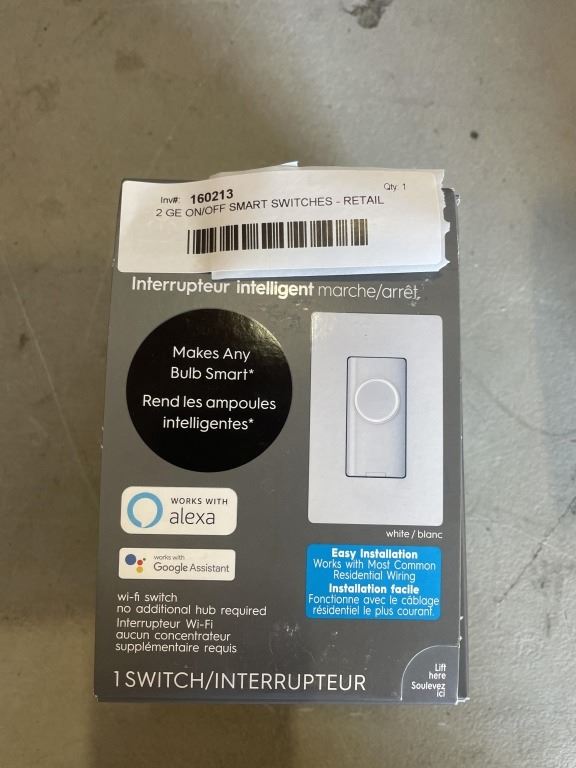 Inv#: 160213
Qty: 1
2 GE ON/OFF SMART SWITCHES - RETAIL
Interrupteur intelligent marche/arrêt
Makes Any
Bulb Smart*
Rend les ampoules
intelligentes*
WORKS WITH
alexa
works with
Google Assistant
white / blanc
Easy Installation
Works with Most Common
Residential Wiring
Installation facile
Fonctionne avec le câblage
résidentiel le plus courant.
wi-fi switch
no additional hub required
Interrupteur Wi-Fi
aucun concentrateur
supplémentaire requis
1 SWITCH/INTERRUPTEUR
Lift
here
Soulevez
ici